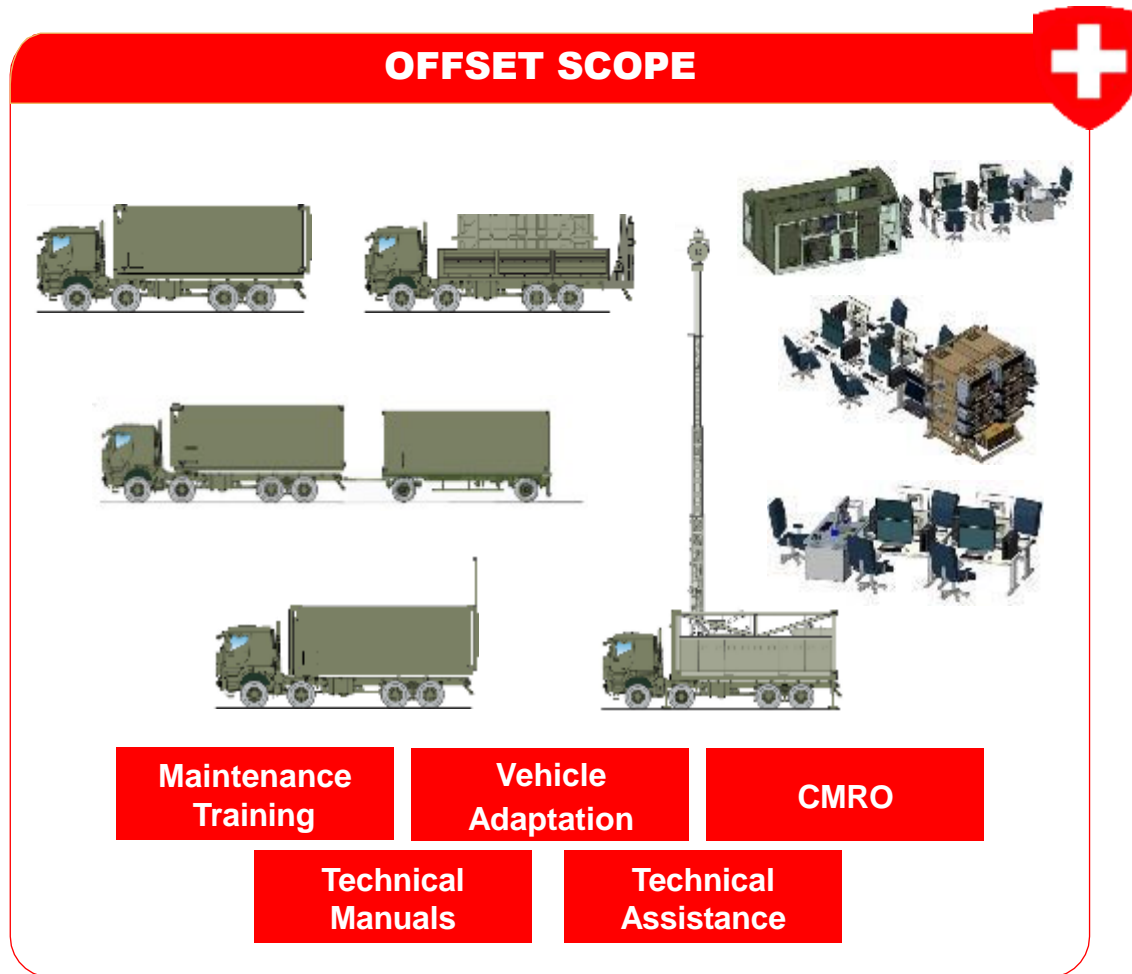 OFFSET SCOPE
Maintenance
Training
Vehicle
Adaptation
CMRO
Technical
Manuals
Technical
Assistance